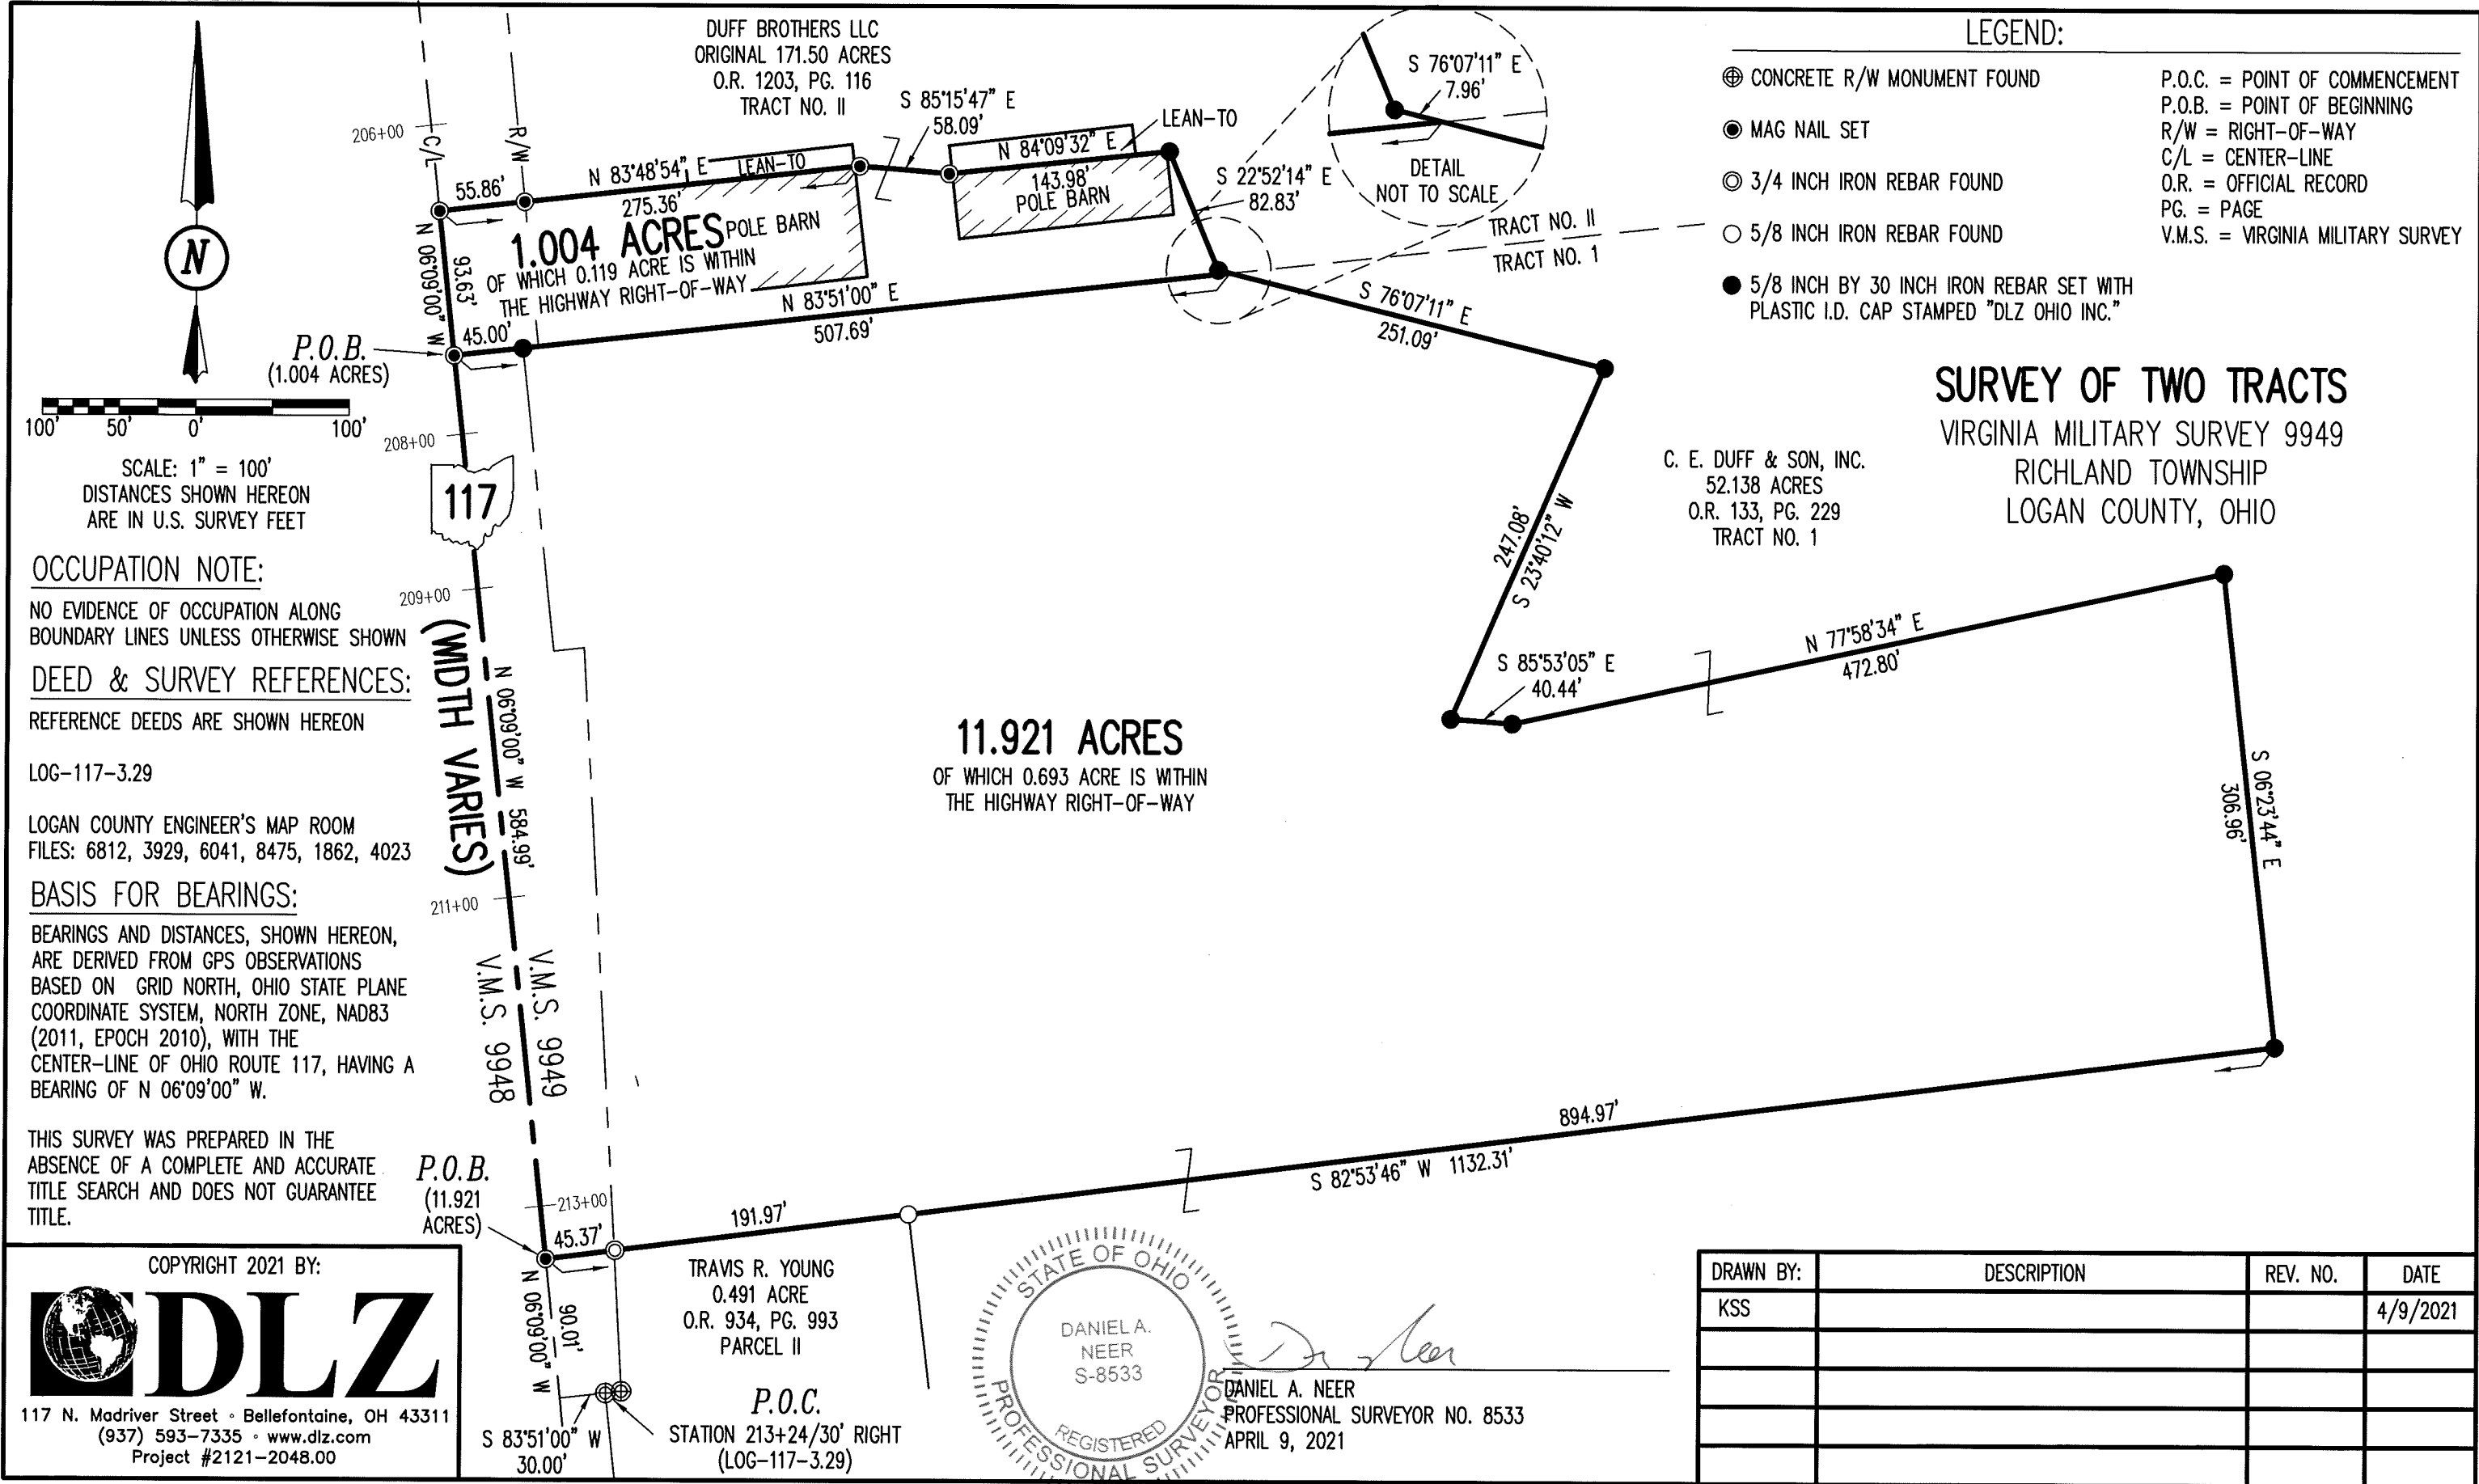 DUFF BROTHERS LLC
ORIGINAL 171.50 ACRES
O.R. 1203, PG. 116
TRACT NO. II
206+00
C/L
R/W
55.86'
N 83°48'54" E
275.36'
LEAN-TO
S 85°15'47" E
58.09'
N 84°09'32" E
143.98'
POLE BARN
LEAN-TO
S 22°52'14" E
82.83'
S 76°07'11" E
7.96'
DETAIL
NOT TO SCALE
TRACT NO. II
TRACT NO. 1
N
1.004 ACRES
OF WHICH 0.119 ACRE IS WITHIN
THE HIGHWAY RIGHT-OF-WAY
POLE BARN
N 06°09'00" W
93.63'
45.00'
N 83°51'00" E
507.69'
S 76°07'11" E
251.09'
P.O.B.
(1.004 ACRES)
100' 50' 0' 100'
SCALE: 1" = 100'
DISTANCES SHOWN HEREON
ARE IN U.S. SURVEY FEET
208+00
117
209+00
(WIDTH VARIES)
N 06°09'00" W 584.99'
211+00
V.M.S. 9948
V.M.S. 9949
213+00
LEGEND:
CONCRETE R/W MONUMENT FOUND
MAG NAIL SET
3/4 INCH IRON REBAR FOUND
5/8 INCH IRON REBAR FOUND
5/8 INCH BY 30 INCH IRON REBAR SET WITH
PLASTIC I.D. CAP STAMPED "DLZ OHIO INC."
P.O.C. = POINT OF COMMENCEMENT
P.O.B. = POINT OF BEGINNING
R/W = RIGHT-OF-WAY
C/L = CENTER-LINE
O.R. = OFFICIAL RECORD
PG. = PAGE
V.M.S. = VIRGINIA MILITARY SURVEY
SURVEY OF TWO TRACTS
VIRGINIA MILITARY SURVEY 9949
RICHLAND TOWNSHIP
LOGAN COUNTY, OHIO
C. E. DUFF & SON, INC.
52.138 ACRES
O.R. 133, PG. 229
TRACT NO. 1
247.08'
S 23°40'12" W
S 85°53'05" E
40.44'
N 77°58'34" E
472.80'
S 06°23'44" E
306.96'
11.921 ACRES
OF WHICH 0.693 ACRE IS WITHIN
THE HIGHWAY RIGHT-OF-WAY
894.97'
S 82°53'46" W 1132.31'
191.97'
45.37'
OCCUPATION NOTE:
NO EVIDENCE OF OCCUPATION ALONG
BOUNDARY LINES UNLESS OTHERWISE SHOWN
DEED & SURVEY REFERENCES:
REFERENCE DEEDS ARE SHOWN HEREON
LOG-117-3.29
LOGAN COUNTY ENGINEER'S MAP ROOM
FILES: 6812, 3929, 6041, 8475, 1862, 4023
BASIS FOR BEARINGS:
BEARINGS AND DISTANCES, SHOWN HEREON,
ARE DERIVED FROM GPS OBSERVATIONS
BASED ON GRID NORTH, OHIO STATE PLANE
COORDINATE SYSTEM, NORTH ZONE, NAD83
(2011, EPOCH 2010), WITH THE
CENTER-LINE OF OHIO ROUTE 117, HAVING A
BEARING OF N 06°09'00" W.
THIS SURVEY WAS PREPARED IN THE
ABSENCE OF A COMPLETE AND ACCURATE
TITLE SEARCH AND DOES NOT GUARANTEE
TITLE.
P.O.B.
(11.921
ACRES)
N 06°09'00" W
90.01'
S 83°51'00" W
30.00'
TRAVIS R. YOUNG
0.491 ACRE
O.R. 934, PG. 993
PARCEL II
P.O.C.
STATION 213+24/30' RIGHT
(LOG-117-3.29)
COPYRIGHT 2021 BY:
DLZ
117 N. Madriver Street ◦ Bellefontaine, OH 43311
(937) 593-7335 ◦ www.dlz.com
Project #2121-2048.00
STATE OF OHIO
DANIEL A.
NEER
S-8533
REGISTERED
PROFESSIONAL SURVEYOR
DANIEL A. NEER
PROFESSIONAL SURVEYOR NO. 8533
APRIL 9, 2021
DRAWN BY: DESCRIPTION REV. NO. DATE
KSS 4/9/2021